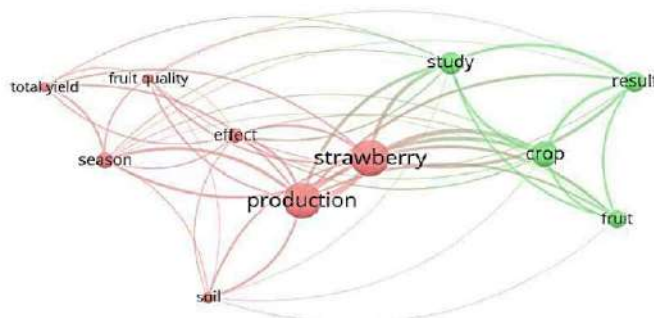 study
total yield
fruit quality
result
effect
season
strawberry
crop
production
fruit
soil